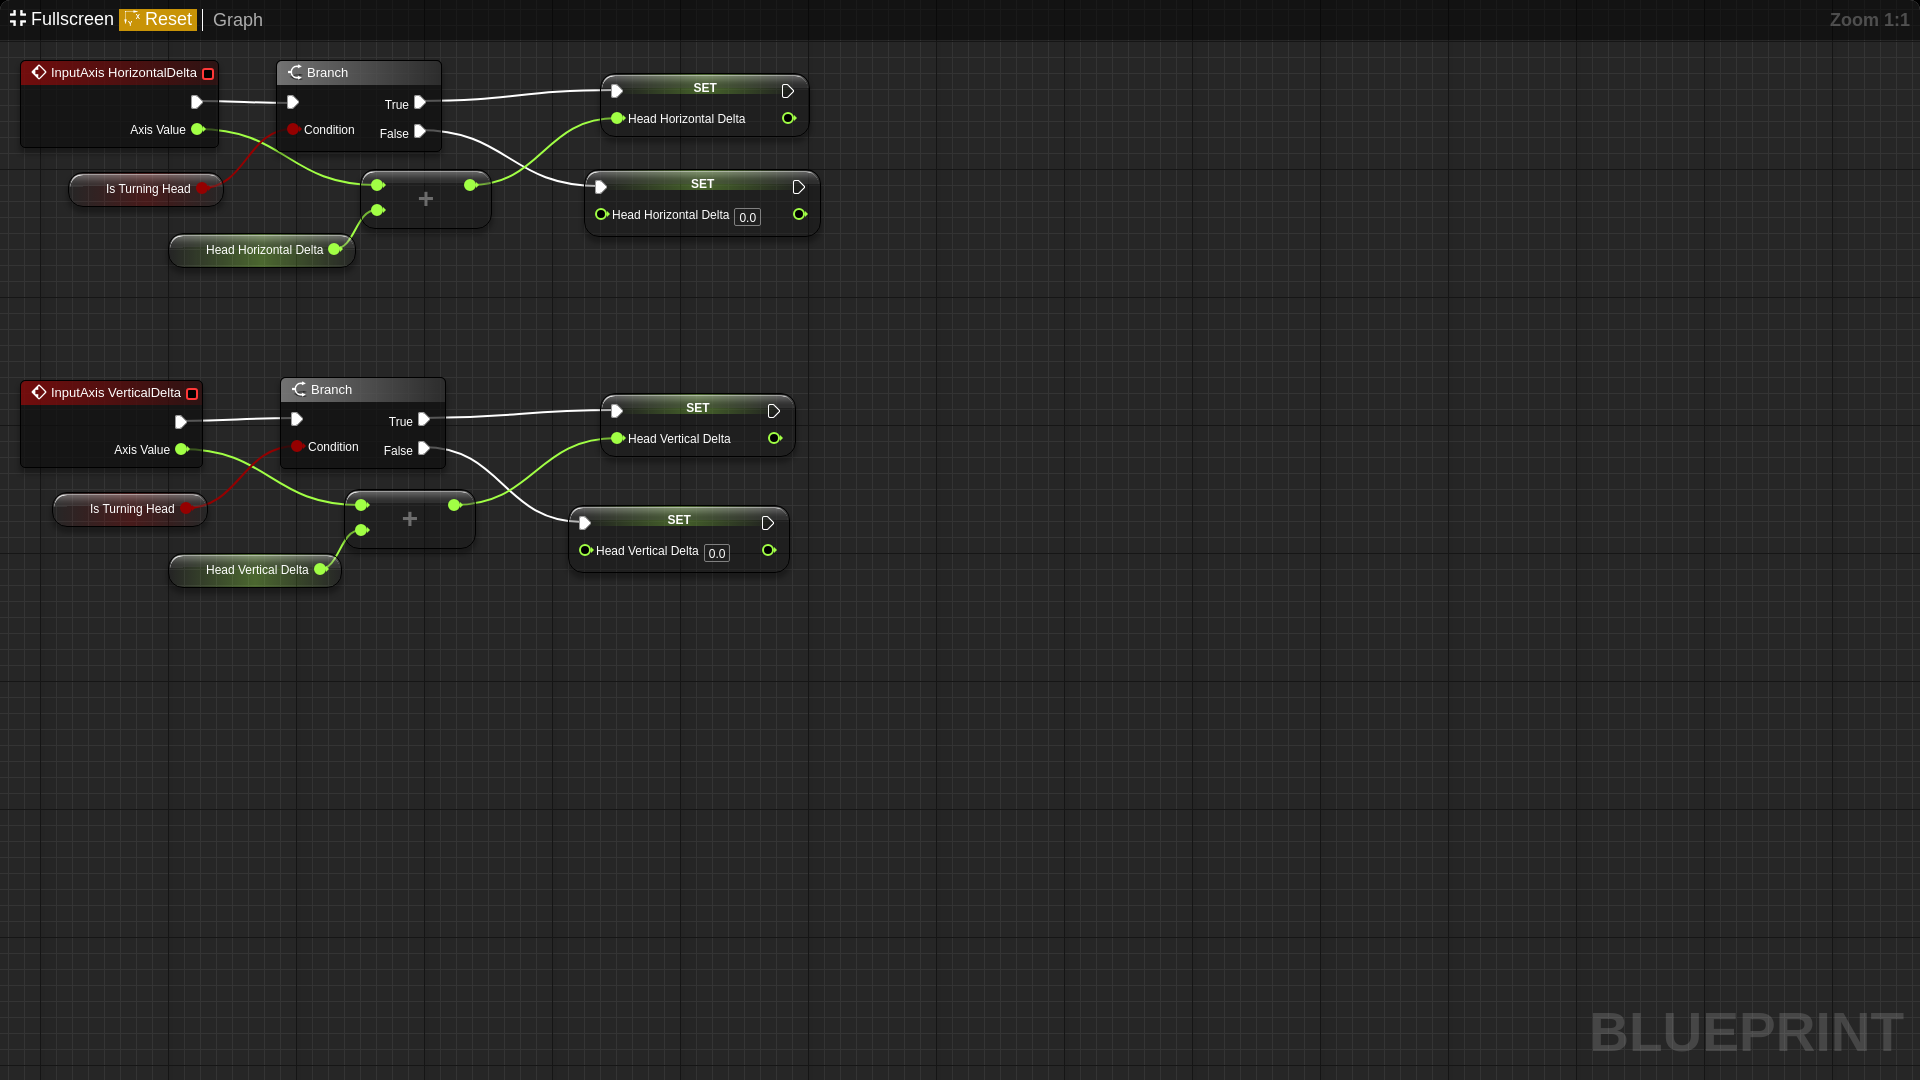 Fullscreen Reset Graph Zoom 1:1
InputAxis HorizontalDelta
Axis Value
Branch
True
Condition
False
SET
Head Horizontal Delta
Is Turning Head
+
SET
Head Horizontal Delta 0.0
Head Horizontal Delta
InputAxis VerticalDelta
Axis Value
Branch
True
Condition
False
SET
Head Vertical Delta
Is Turning Head
+
SET
Head Vertical Delta 0.0
Head Vertical Delta
BLUEPRINT